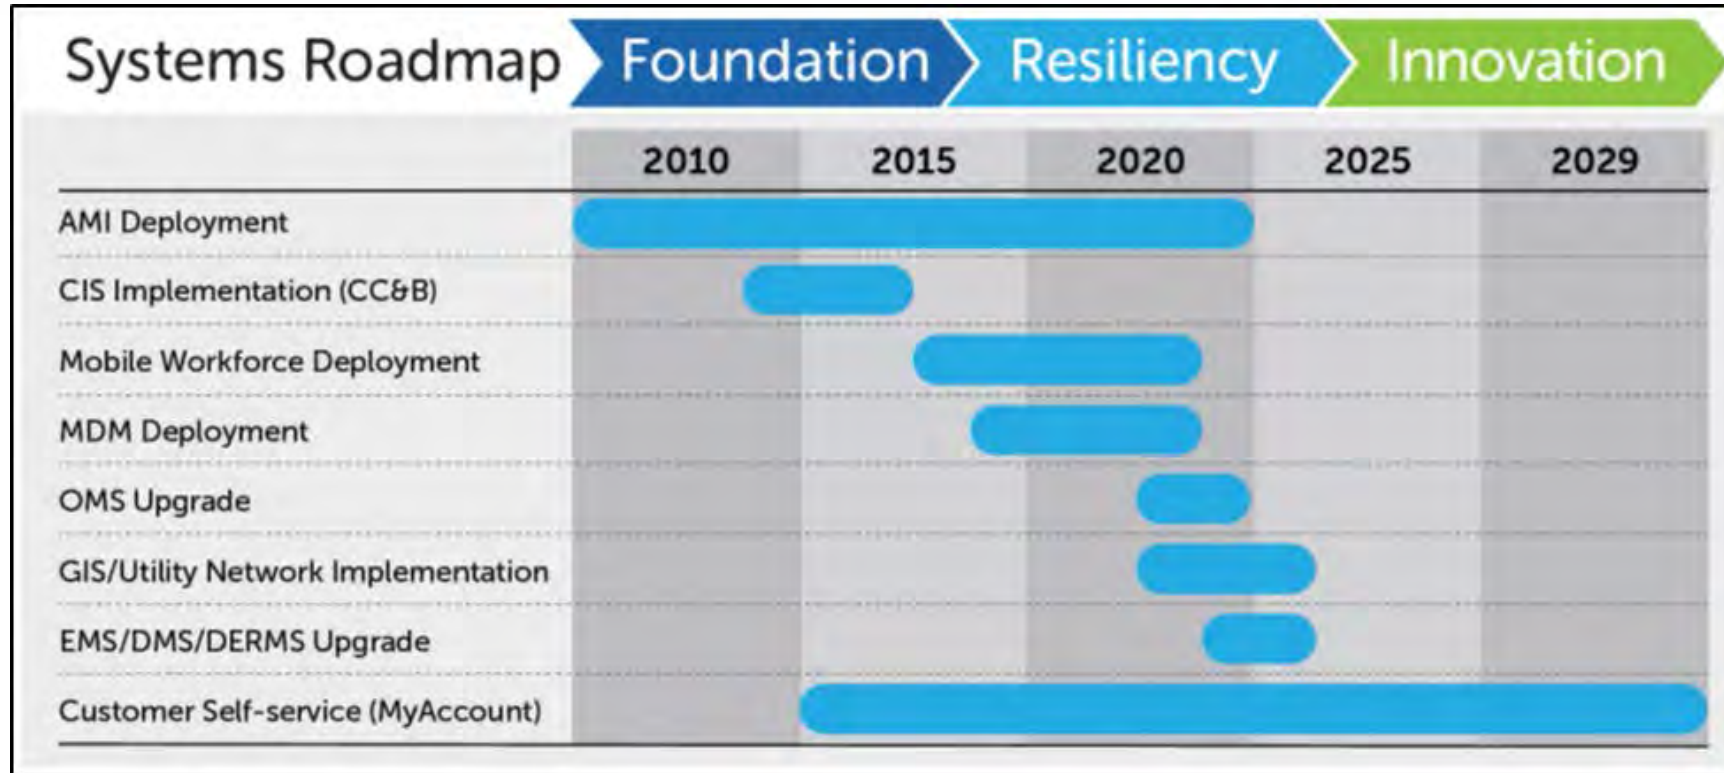 Systems Roadmap Foundation Resiliency Innovation
2010 2015 2020 2025 2029
AMI Deployment
CIS Implementation (CC&B)
Mobile Workforce Deployment
MDM Deployment
OMS Upgrade
GIS/Utility Network Implementation
EMS/DMS/DERMS Upgrade
Customer Self-service (MyAccount)